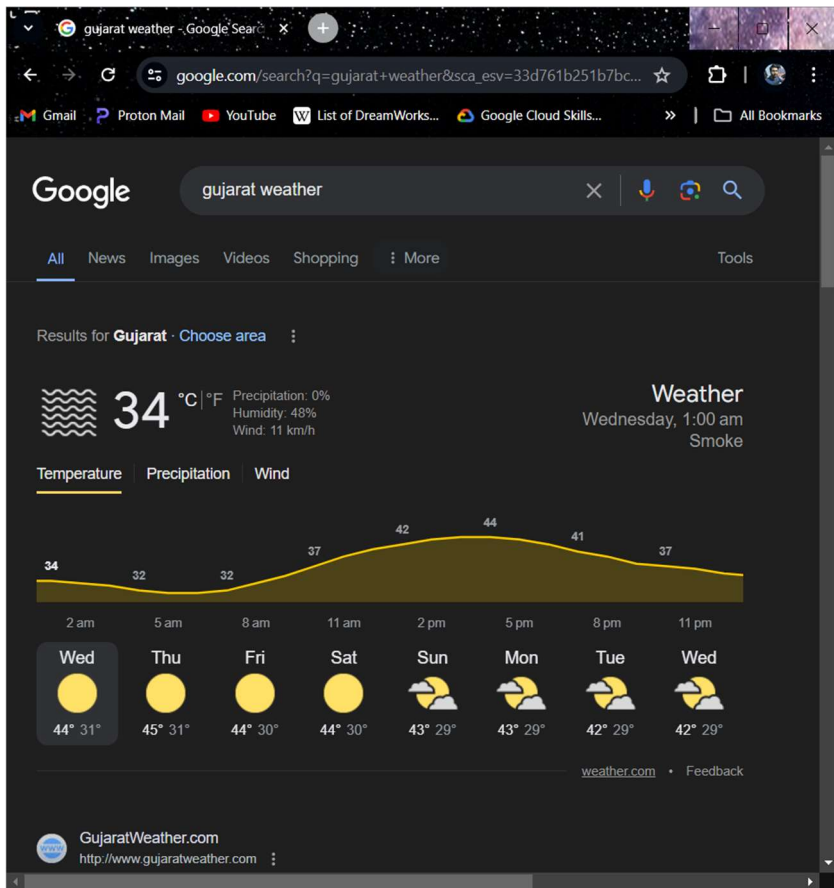 gujarat weather - Google Searc
google.com/search?q=gujarat+weather&sca_esv=33d761b251b7bc...
Gmail Proton Mail YouTube W List of DreamWorks... Google Cloud Skills... » All Bookmarks
Google gujarat weather
All News Images Videos Shopping More Tools
Results for Gujarat · Choose area
34 °C | °F
Precipitation: 0%
Humidity: 48%
Wind: 11 km/h
Weather
Wednesday, 1:00 am
Smoke
Temperature Precipitation Wind
34 32 32 37 42 44 41 37
2 am 5 am 8 am 11 am 2 pm 5 pm 8 pm 11 pm
Wed Thu Fri Sat Sun Mon Tue Wed
44° 31° 45° 31° 44° 30° 44° 30° 43° 29° 43° 29° 42° 29° 42° 29°
weather.com • Feedback
www GujaratWeather.com
http://www.gujaratweather.com